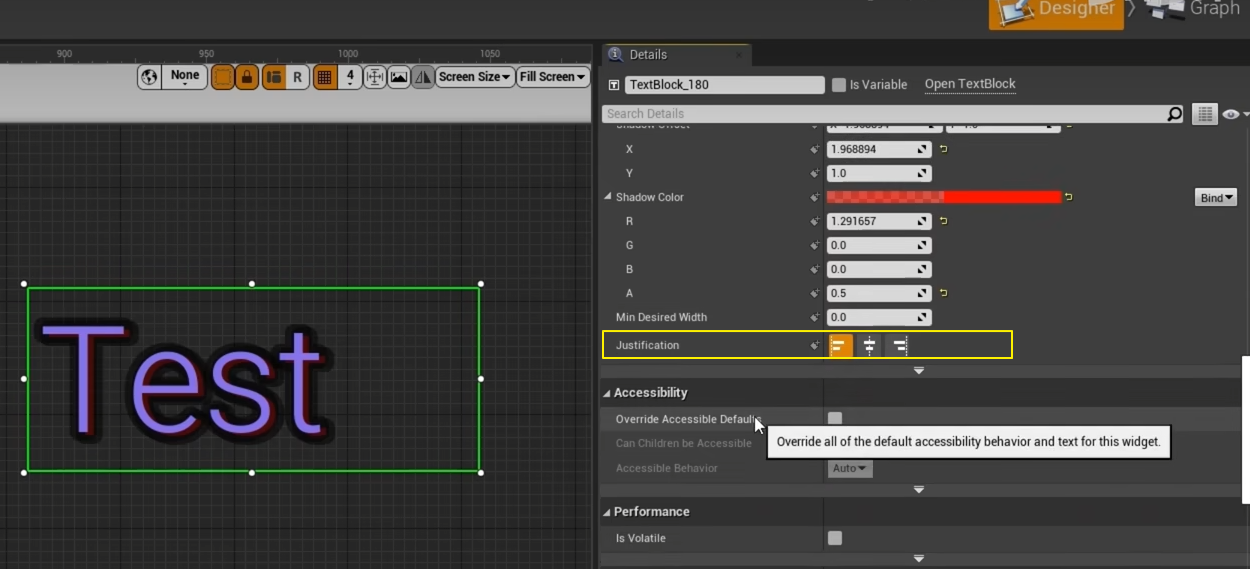 Designer
Graph
900
950
1000
1050
None
R
4
Screen Size
Fill Screen
Details
TextBlock_180
Is Variable
Open TextBlock
Search Details
Shadow Offset
X
1.968894
Y
1.0
Shadow Color
Bind
R
1.291657
G
0.0
B
0.0
A
0.5
Min Desired Width
0.0
Justification
Accessibility
Override Accessible Defaults
Override all of the default accessibility behavior and text for this widget.
Can Children be Accessible
Accessible Behavior
Auto
Performance
Is Volatile
Test